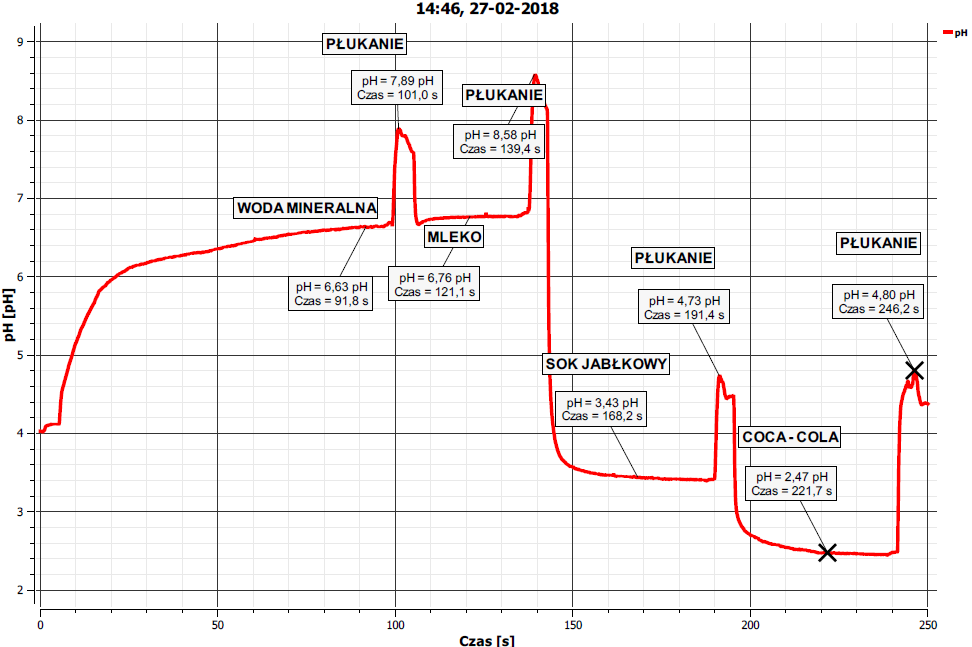 14:46, 27-02-2018
pH
PŁUKANIE
pH = 7,89 pH
Czas = 101,0 s
PŁUKANIE
pH = 8,58 pH
Czas = 139,4 s
WODA MINERALNA
MLEKO
pH = 6,63 pH
Czas = 91,8 s
pH = 6,76 pH
Czas = 121,1 s
PŁUKANIE
pH = 4,73 pH
Czas = 191,4 s
PŁUKANIE
pH = 4,80 pH
Czas = 246,2 s
SOK JABŁKOWY
pH = 3,43 pH
Czas = 168,2 s
COCA - COLA
pH = 2,47 pH
Czas = 221,7 s
pH [pH]
9
8
7
6
5
4
3
2
0 50 100 150 200 250
Czas [s]